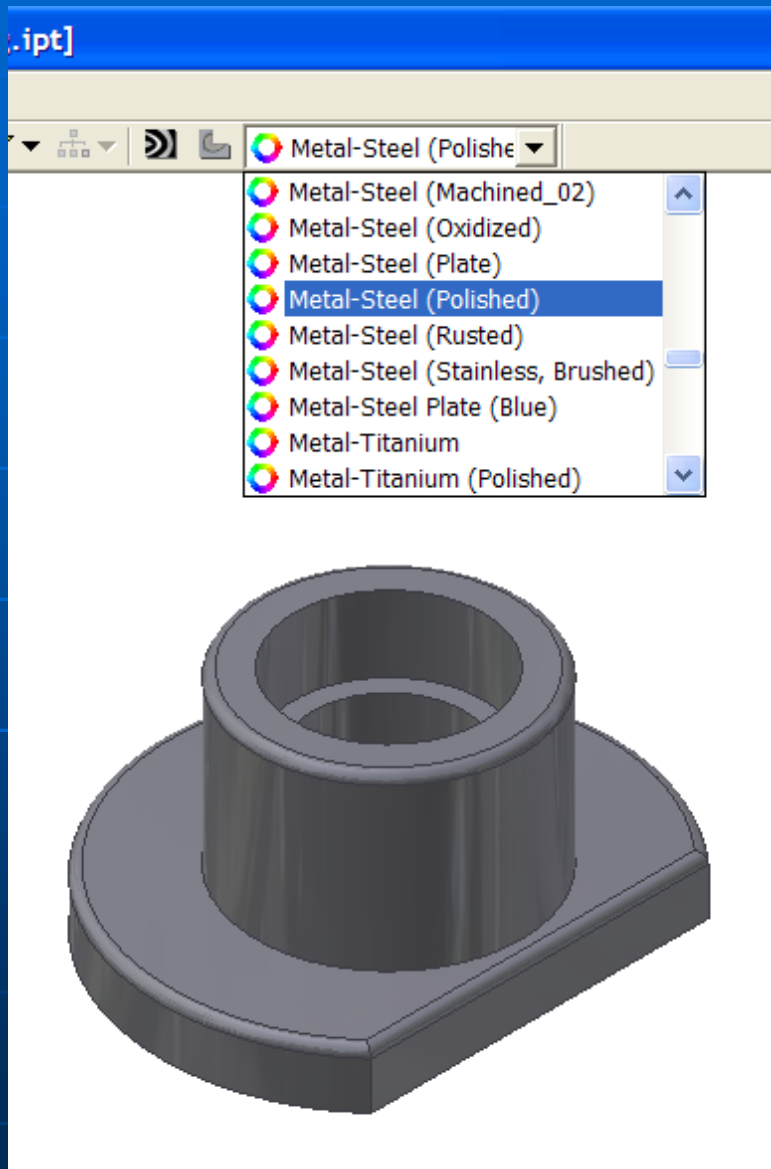 .ipt]
Metal-Steel (Polishe
Metal-Steel (Machined_02)
Metal-Steel (Oxidized)
Metal-Steel (Plate)
Metal-Steel (Polished)
Metal-Steel (Rusted)
Metal-Steel (Stainless, Brushed)
Metal-Steel Plate (Blue)
Metal-Titanium
Metal-Titanium (Polished)